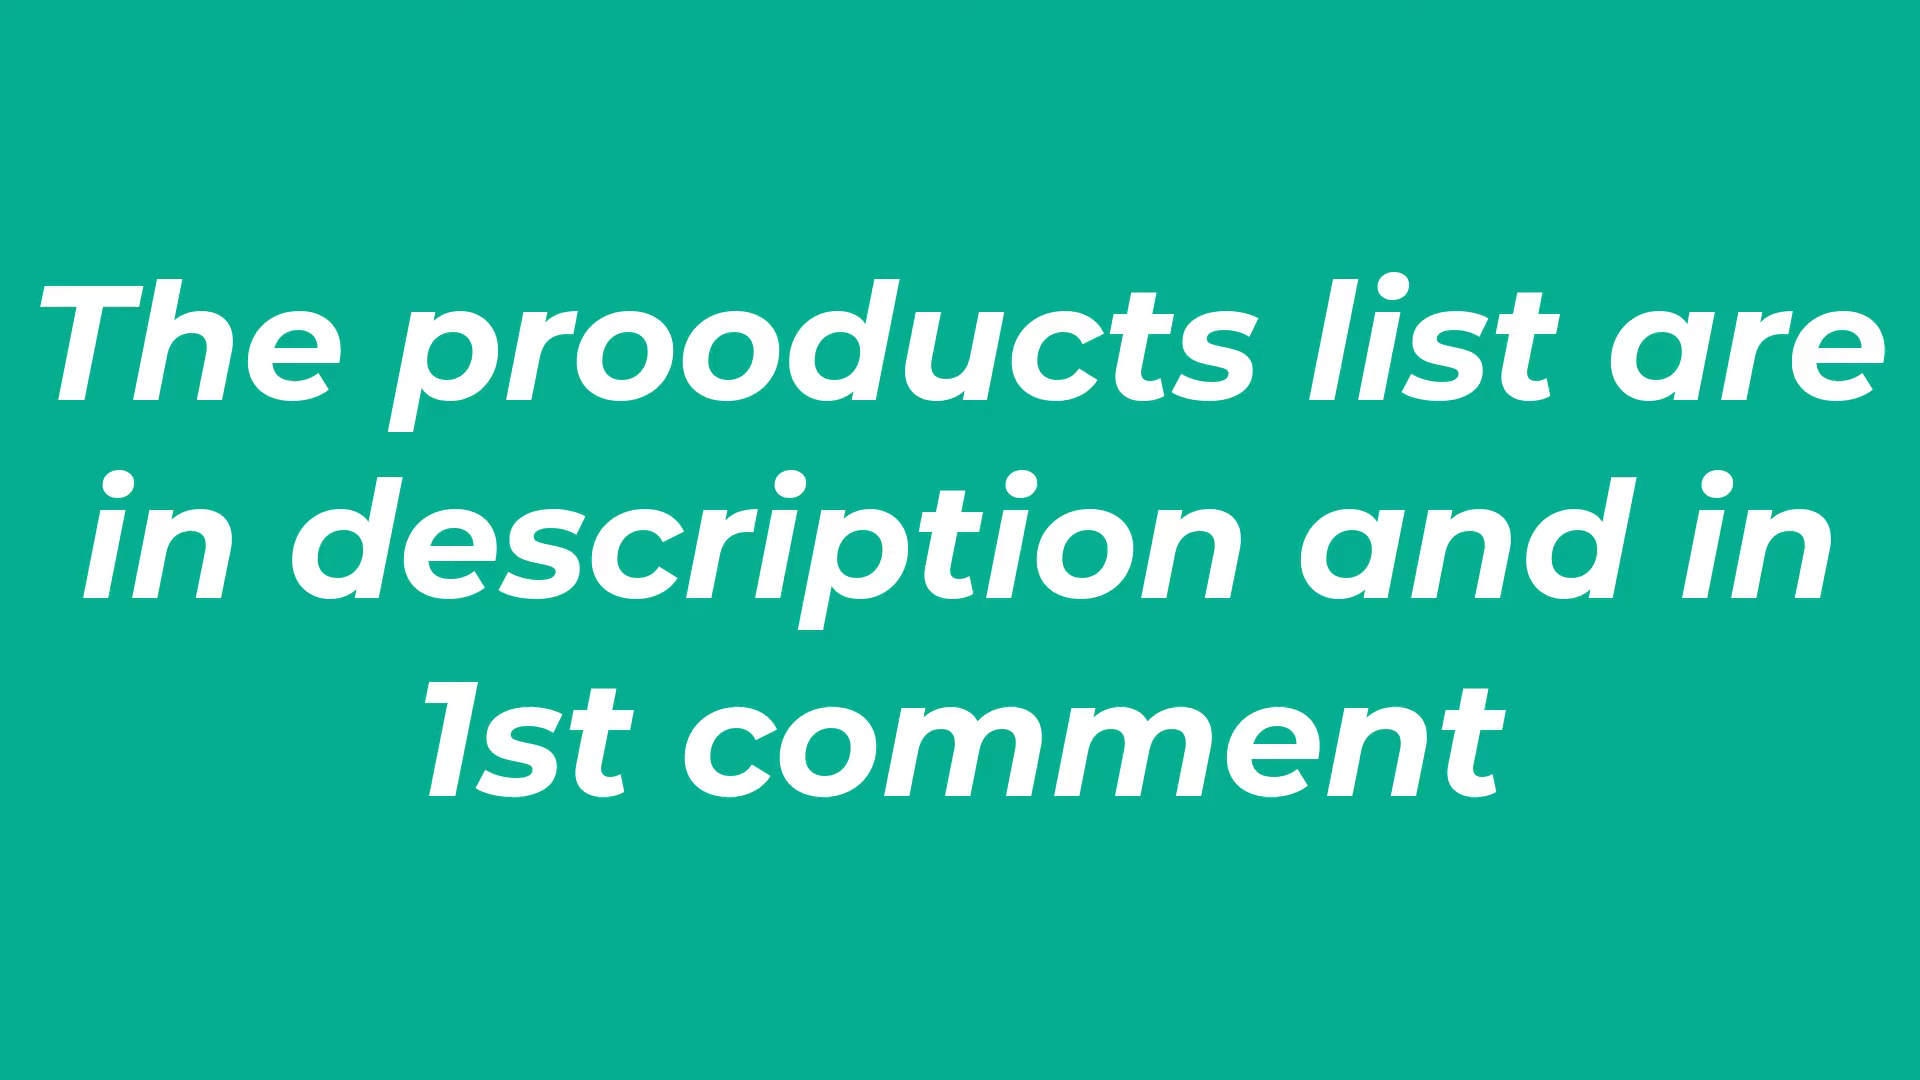 The prooducts list are
in description and in
1st comment